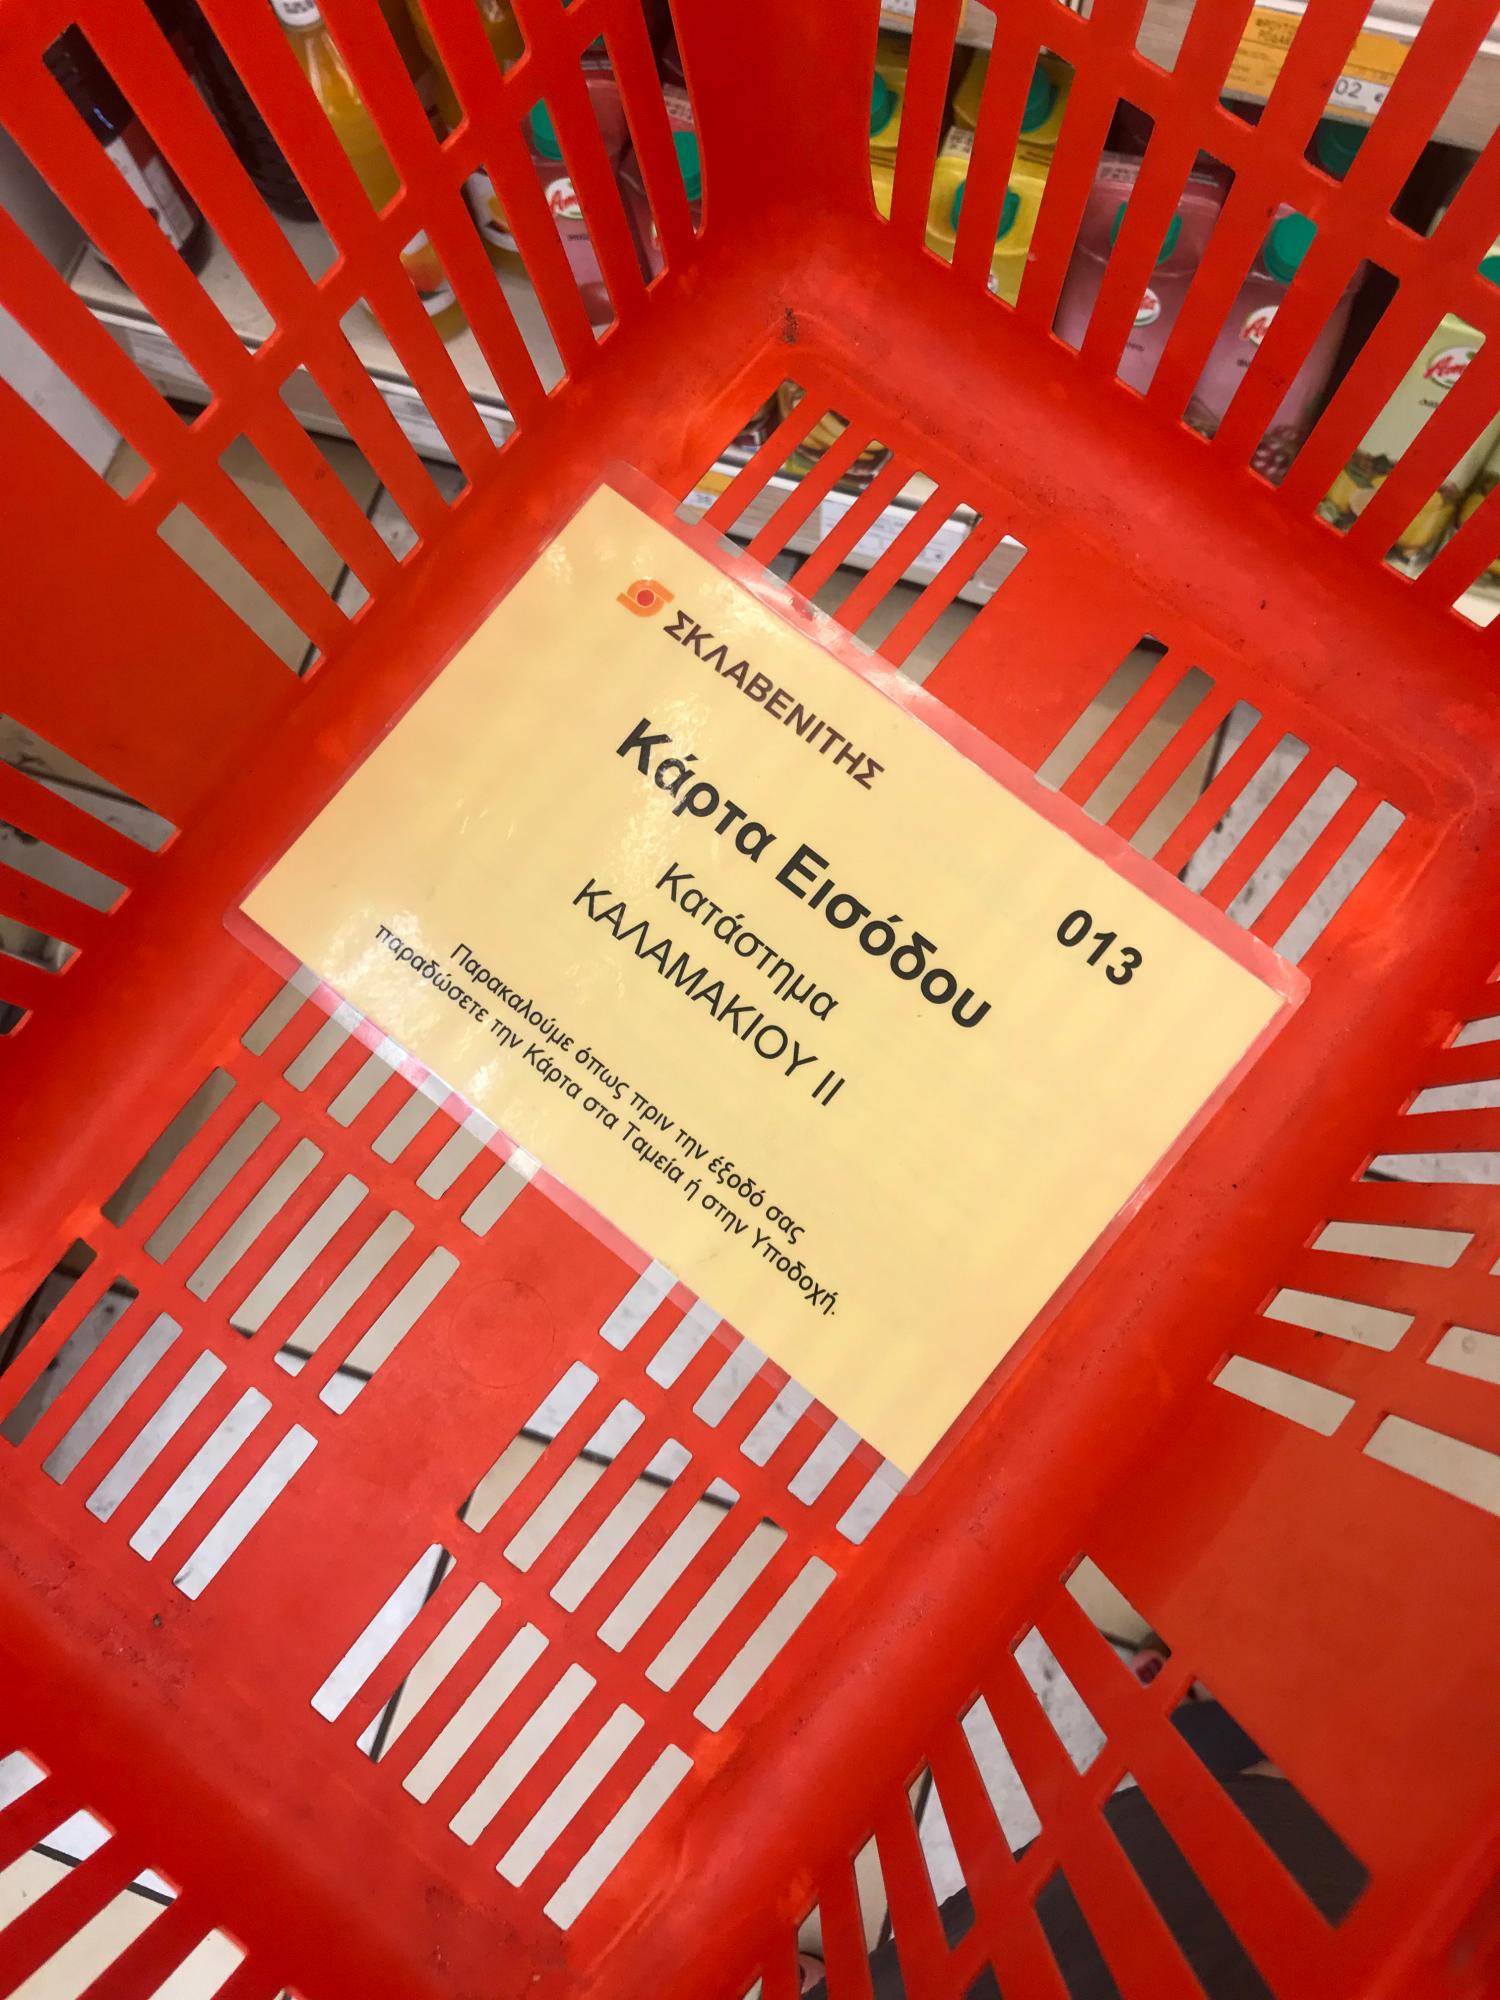 ΣΚΛΑΒΕΝΙΤΗΣ
Κάρτα Εισόδου
013
Κατάστημα
ΚΑΛΑΜΑΚΙΟΥ ΙΙ
Παρακαλούμε όπως πριν την έξοδό σας
παραδώσετε την Κάρτα στα Ταμεία ή στην Υποδοχή.